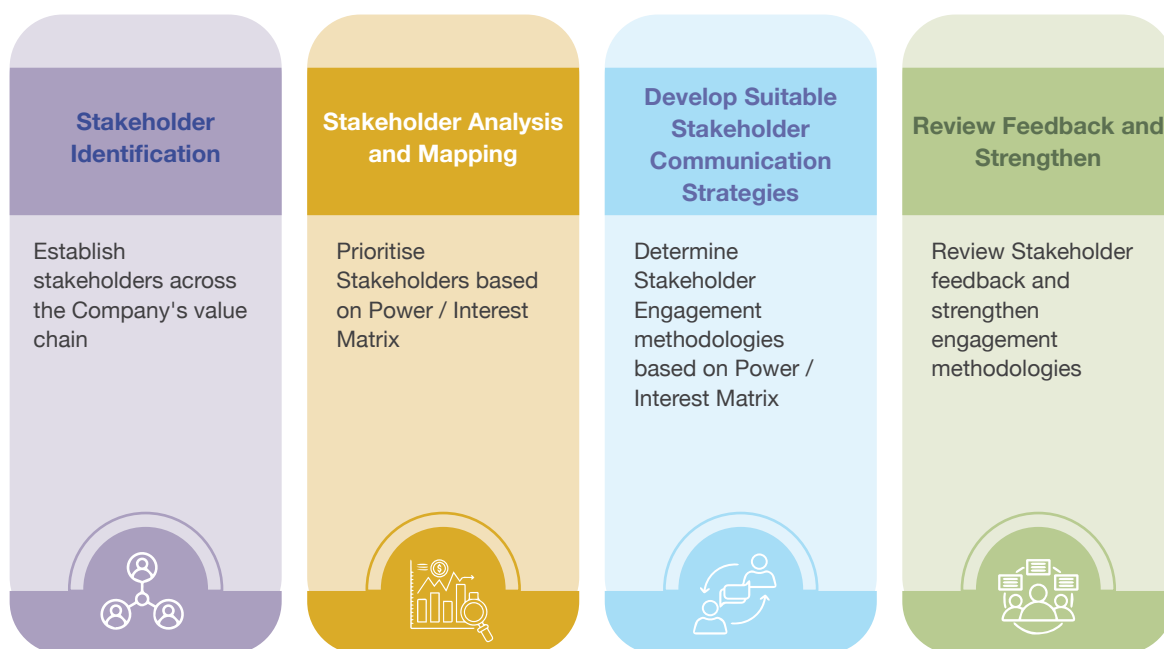 Stakeholder
Identification
Establish
stakeholders across
the Company's value
chain
Stakeholder Analysis
and Mapping
Prioritise
Stakeholders based
on Power / Interest
Matrix
Develop Suitable
Stakeholder
Communication
Strategies
Determine
Stakeholder
Engagement
methodologies
based on Power /
Interest Matrix
Review Feedback and
Strengthen
Review Stakeholder
feedback and
strengthen
engagement
methodologies